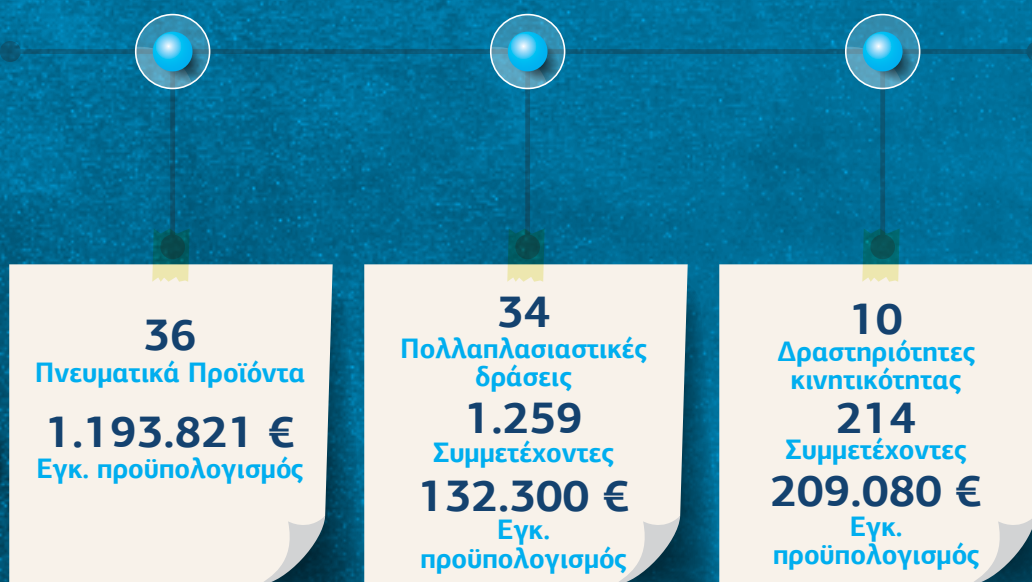 36
Πνευματικά Προϊόντα
1.193.821 €
Εγκ. προϋπολογισμός
34
Πολλαπλασιαστικές
δράσεις
1.259
Συμμετέχοντες
132.300 €
Εγκ.
προϋπολογισμός
10
Δραστηριότητες
κινητικότητας
214
Συμμετέχοντες
209.080 €
Εγκ.
προϋπολογισμός